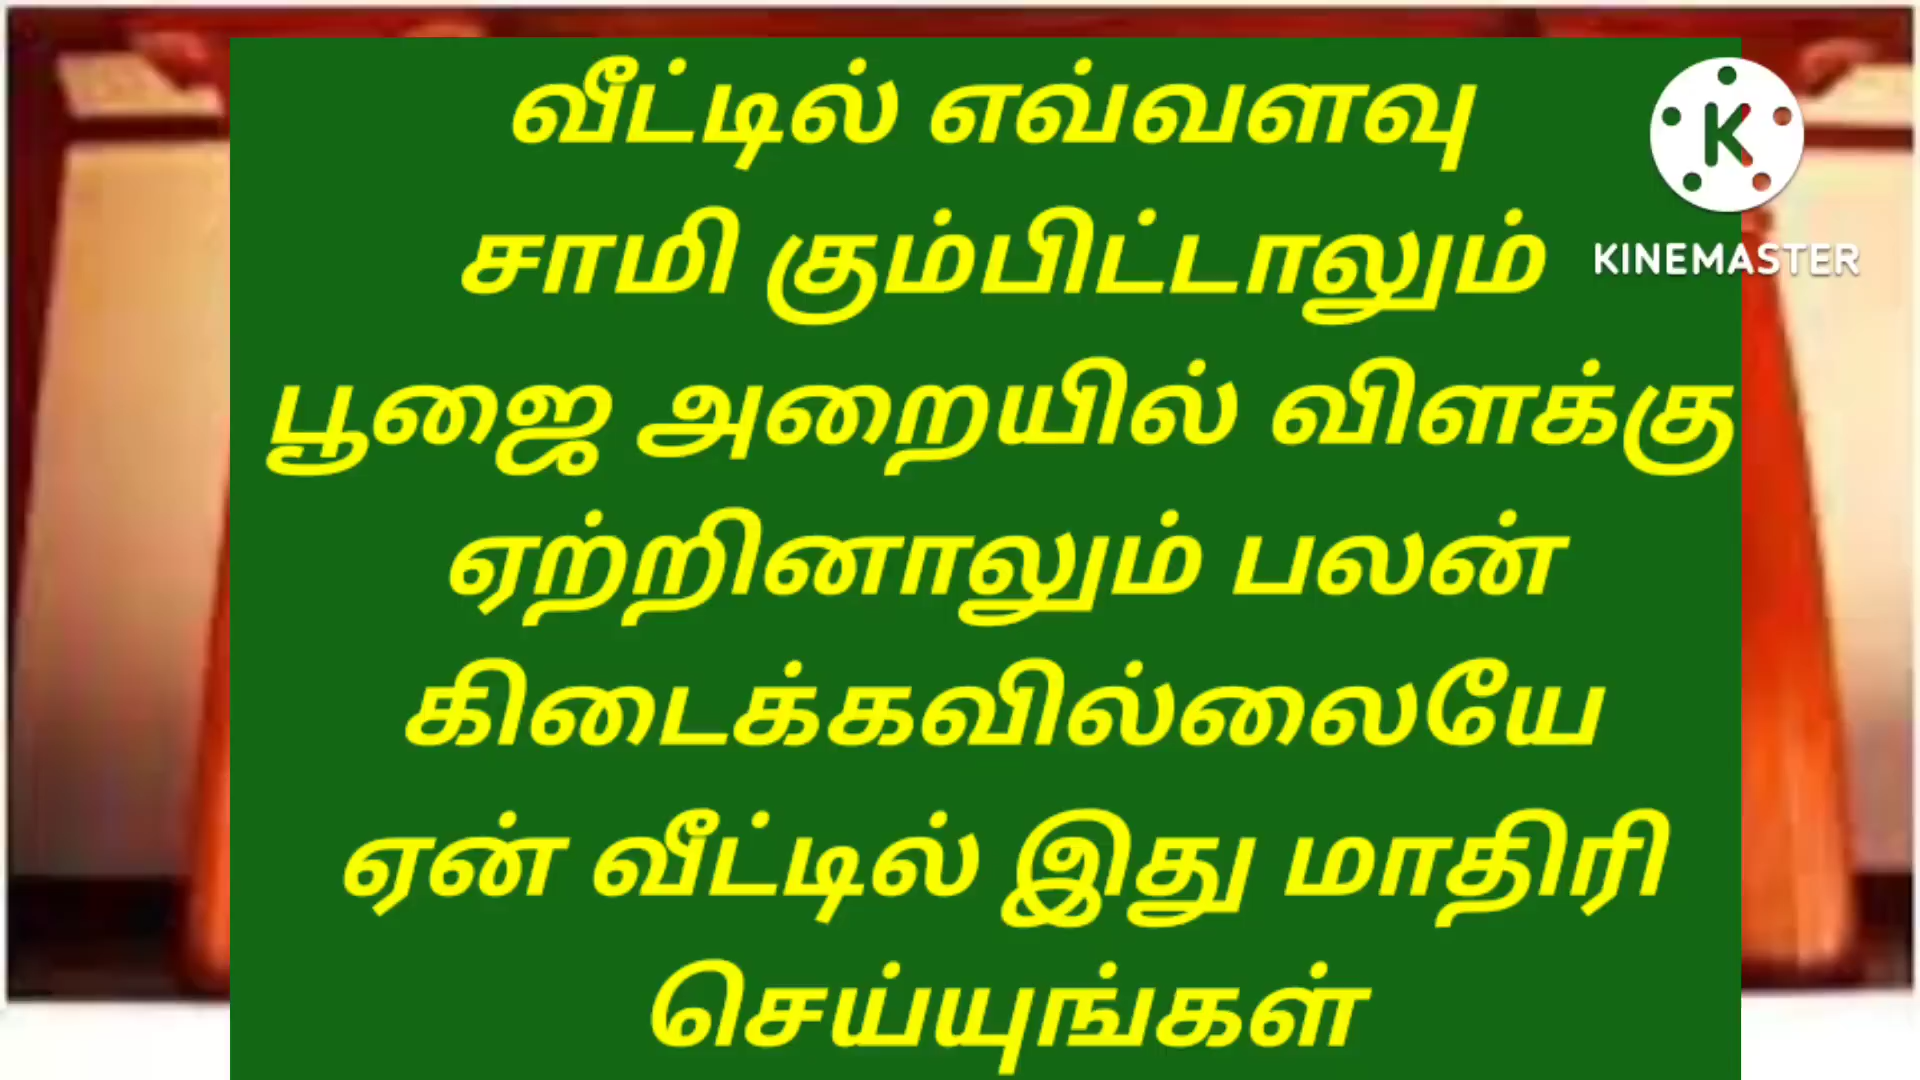 வீட்டில் எவ்வளவு
சாமி கும்பிட்டாலும்
பூஜை அறையில் விளக்கு
ஏற்றினாலும் பலன்
கிடைக்கவில்லையே
ஏன் வீட்டில் இது மாதிரி
செய்யுங்கள்
KINEMASTER